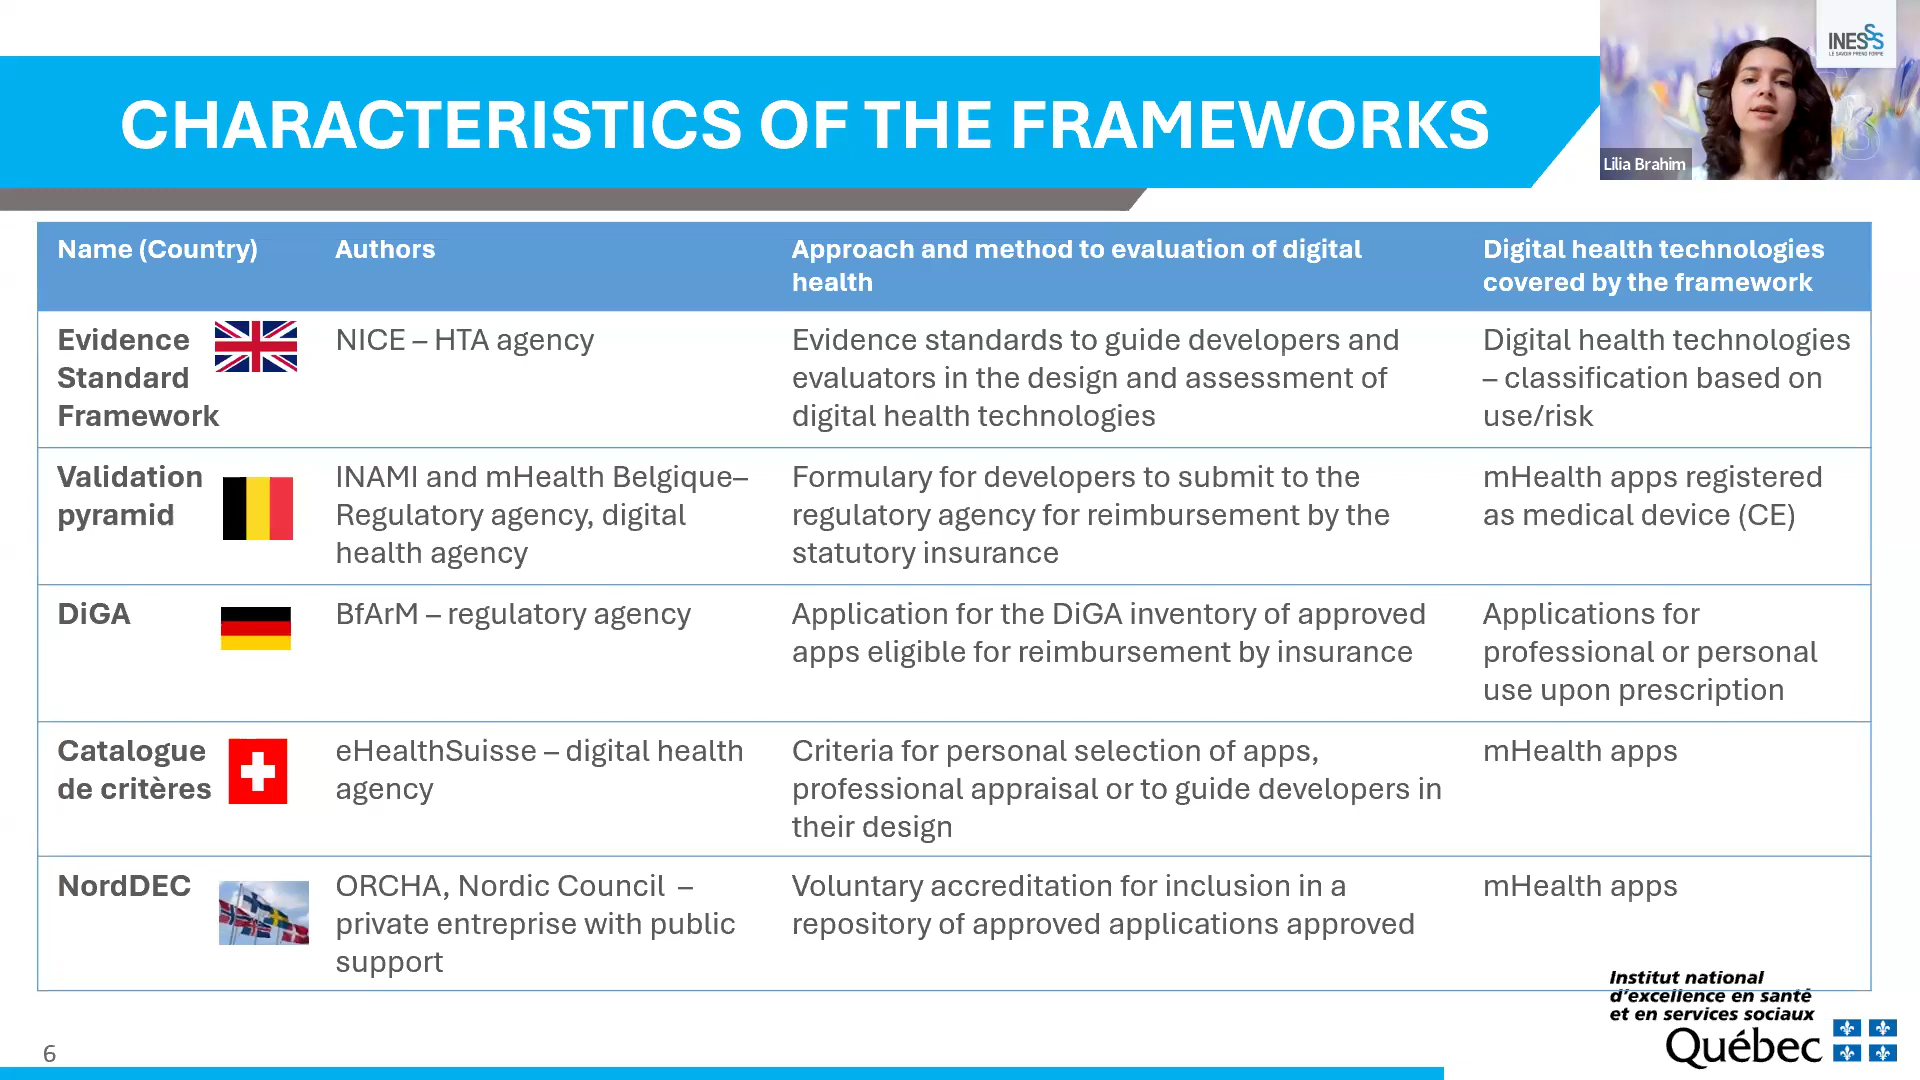 INESSS
LE SAVOIR PREND FORME
Lilia Brahim
CHARACTERISTICS OF THE FRAMEWORKS
Name (Country)
Authors
Approach and method to evaluation of digital
health
Digital health technologies
covered by the framework
Evidence
Standard
Framework
NICE – HTA agency
Evidence standards to guide developers and
evaluators in the design and assessment of
digital health technologies
Digital health technologies
– classification based on
use/risk
Validation
pyramid
INAMI and mHealth Belgique–
Regulatory agency, digital
health agency
Formulary for developers to submit to the
regulatory agency for reimbursement by the
statutory insurance
mHealth apps registered
as medical device (CE)
DiGA
BfArM – regulatory agency
Application for the DiGA inventory of approved
apps eligible for reimbursement by insurance
Applications for
professional or personal
use upon prescription
Catalogue
de critères
eHealthSuisse – digital health
agency
Criteria for personal selection of apps,
professional appraisal or to guide developers in
their design
mHealth apps
NordDEC
ORCHA, Nordic Council –
private entreprise with public
support
Voluntary accreditation for inclusion in a
repository of approved applications approved
mHealth apps
Institut national
d'excellence en santé
et en services sociaux
Québec
6